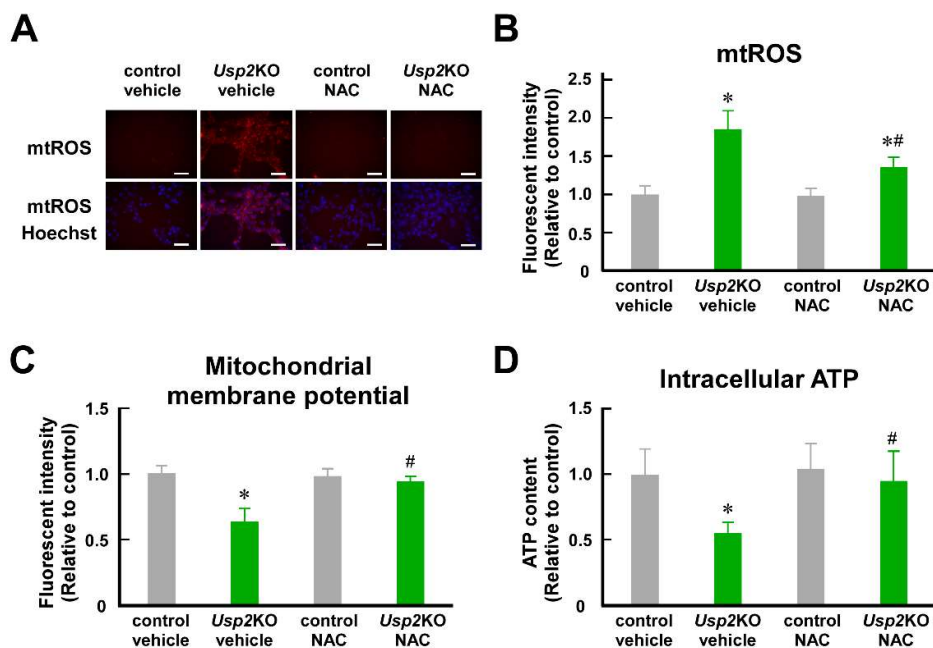 A
control
vehicle
Usp2KO
vehicle
control
NAC
Usp2KO
NAC
mtROS
mtROS
Hoechst
B
mtROS
Fluorescent intensity
(Relative to control)
2.5
2.0
1.5
1.0
0.5
0
*
*#
control
vehicle
Usp2KO
vehicle
control
NAC
Usp2KO
NAC
C
Mitochondrial
membrane potential
Fluorescent intensity
(Relative to control)
1.5
1.0
0.5
0
*
#
control
vehicle
Usp2KO
vehicle
control
NAC
Usp2KO
NAC
D
Intracellular ATP
ATP content
(Relative to control)
1.5
1.0
0.5
0
*
#
control
vehicle
Usp2KO
vehicle
control
NAC
Usp2KO
NAC